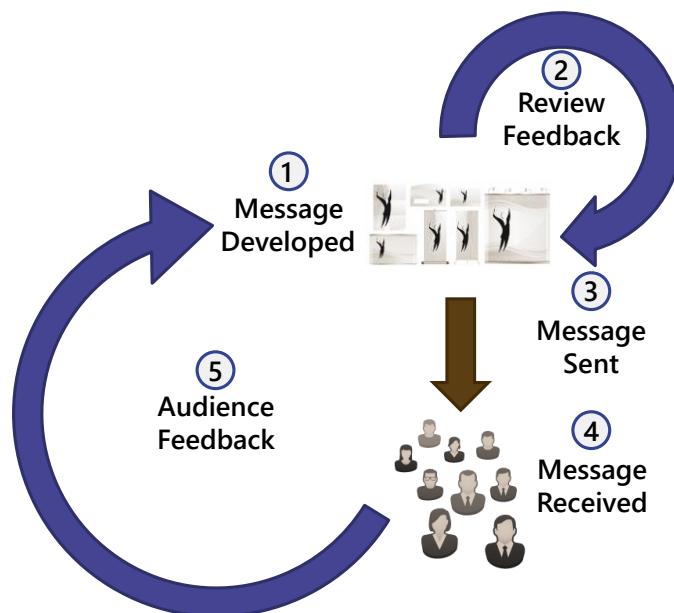 1
Message
Developed
2
Review
Feedback
3
Message
Sent
4
Message
Received
5
Audience
Feedback